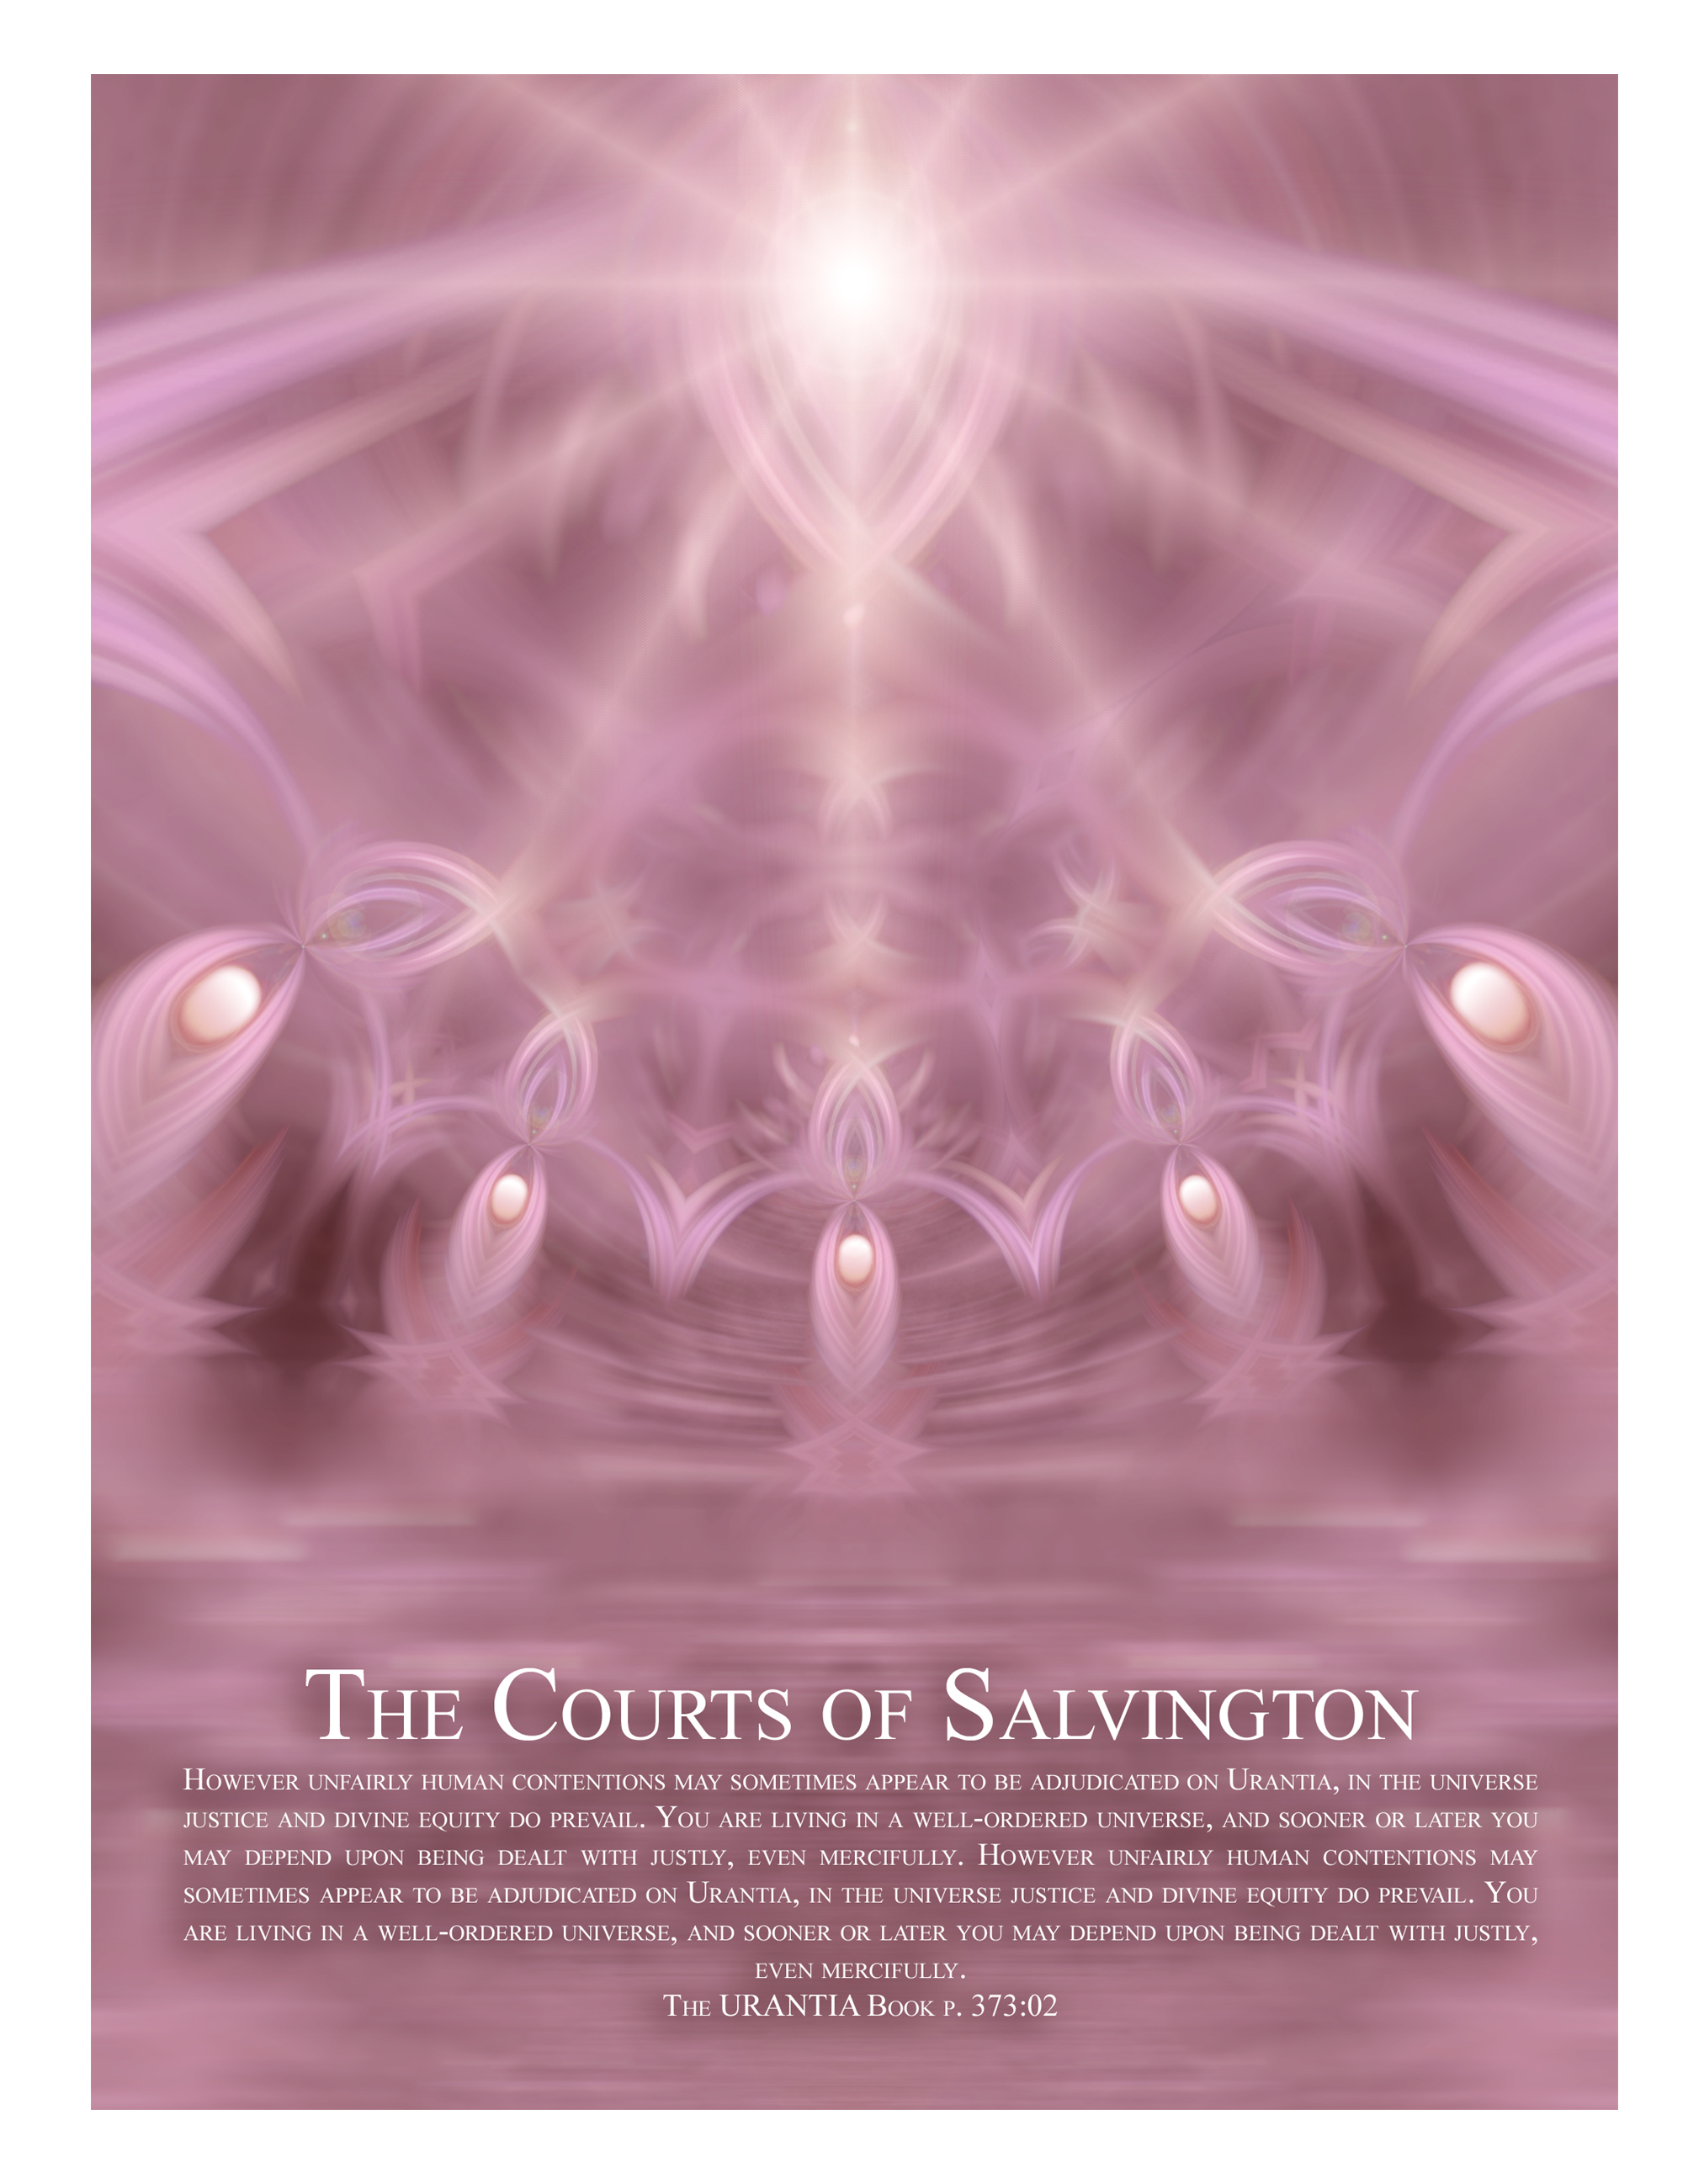 The Courts of Salvington
However unfairly human contentions may sometimes appear to be adjudicated on Urantia, in the universe
justice and divine equity do prevail. You are living in a well-ordered universe, and sooner or later you
may depend upon being dealt with justly, even mercifully. However unfairly human contentions may
sometimes appear to be adjudicated on Urantia, in the universe justice and divine equity do prevail. You
are living in a well-ordered universe, and sooner or later you may depend upon being dealt with justly,
even mercifully.
The URANTIA Book p. 373:02